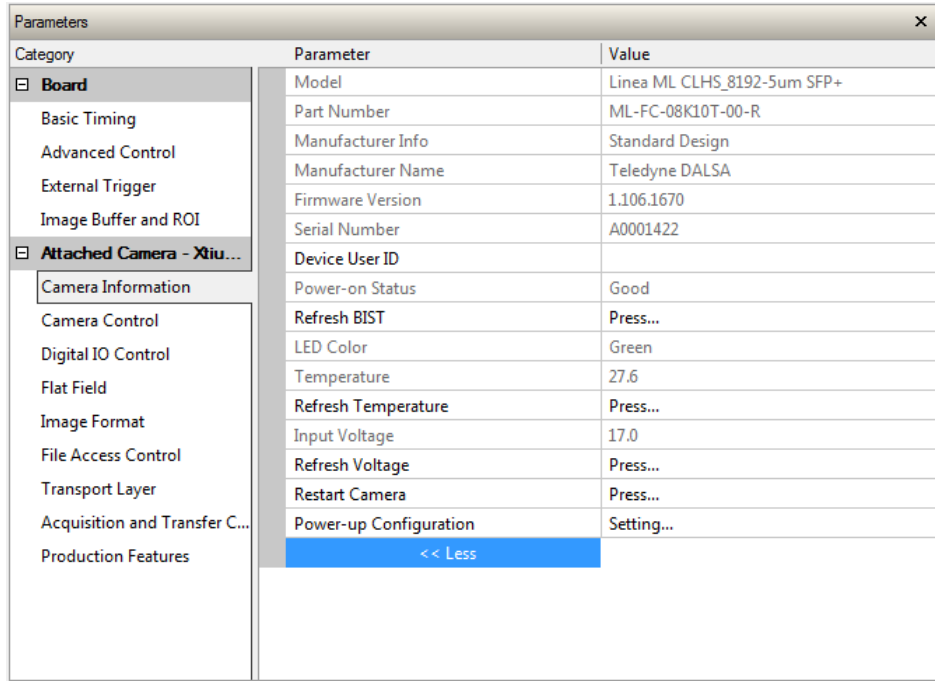 Parameters
Category
Board
Basic Timing
Advanced Control
External Trigger
Image Buffer and ROI
Attached Camera - Xtiu...
Camera Information
Camera Control
Digital IO Control
Flat Field
Image Format
File Access Control
Transport Layer
Acquisition and Transfer C...
Production Features
Parameter Value
Model Linea ML CLHS_8192-5um SFP+
Part Number ML-FC-08K10T-00-R
Manufacturer Info Standard Design
Manufacturer Name Teledyne DALSA
Firmware Version 1.106.1670
Serial Number A0001422
Device User ID
Power-on Status Good
Refresh BIST Press...
LED Color Green
Temperature 27.6
Refresh Temperature Press...
Input Voltage 17.0
Refresh Voltage Press...
Restart Camera Press...
Power-up Configuration Setting...
<< Less